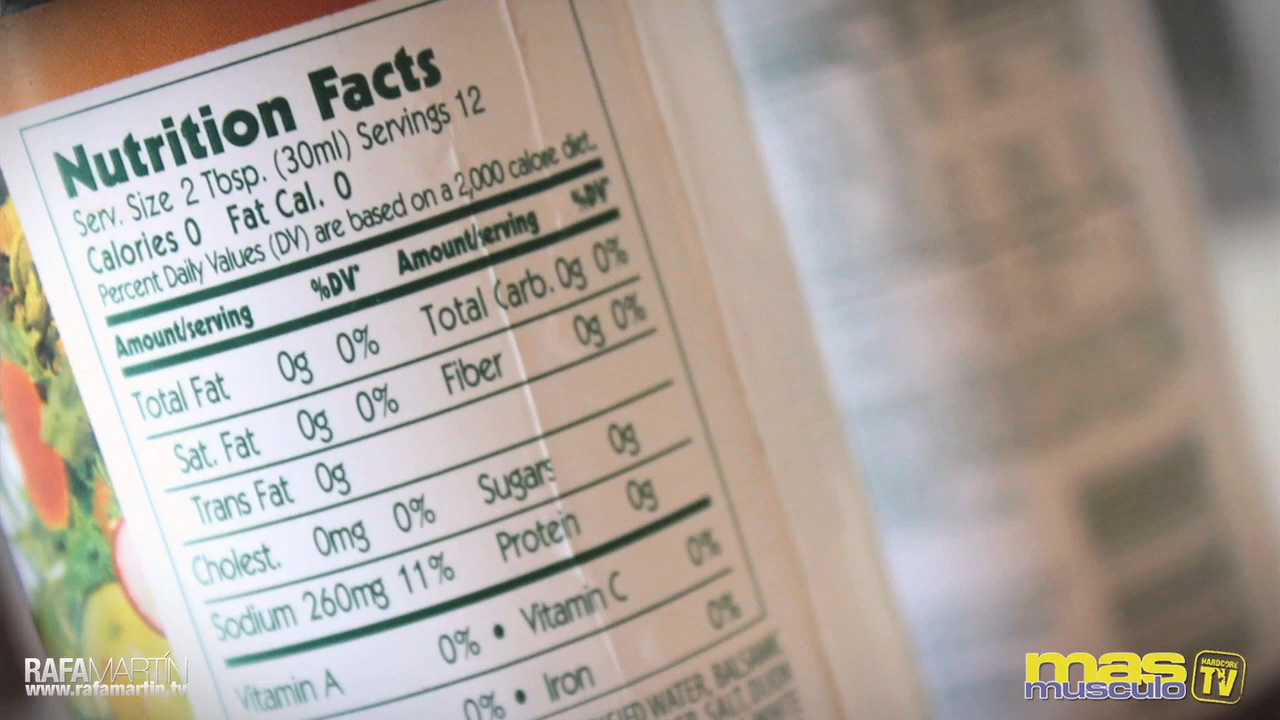 Nutrition Facts
Serv. Size 2 Tbsp. (30ml) Servings 12
Calories 0 Fat Cal. 0
Percent Daily Values (DV) are based on a 2,000 calorie diet.
Amount/serving %DV* Amount/serving %DV*
Total Fat 0g 0% Total Carb. 0g 0%
Sat. Fat 0g 0% Fiber 0g 0%
Trans Fat 0g
Cholest. 0mg 0% Sugars 0g
Sodium 260mg 11% Protein 0g
Vitamin A 0% • Vitamin C 0%
0% • Iron 0%
WATER, BALSAMIC
SALT, DIJON
WHITE
RAFAMARTÍN
www.rafamartin.tv
mas
musculo
HARDCORE
TV